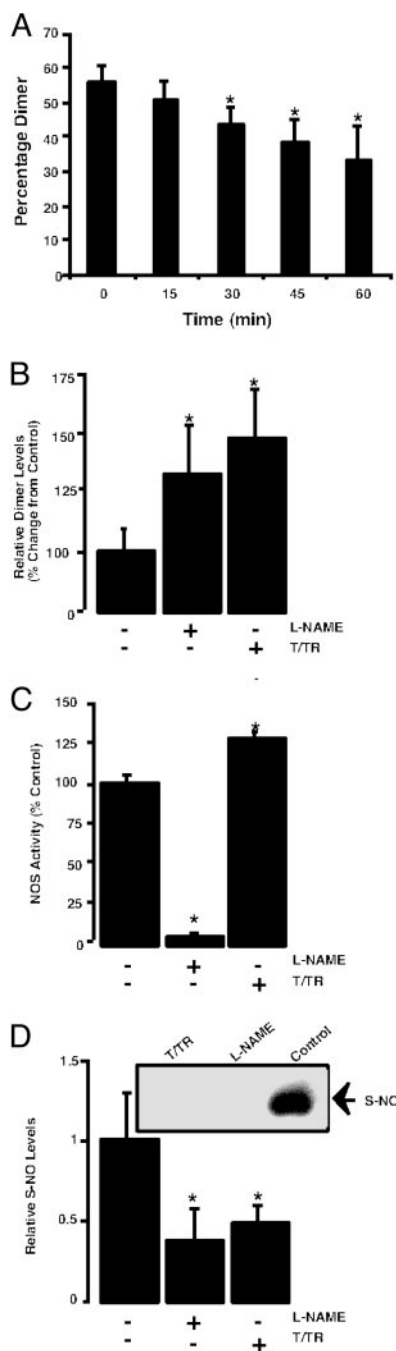 A
Percentage Dimer
70
60
50
40
30
20
10
0
* * *
0 15 30 45 60
Time (min)
B
Relative Dimer Levels
(% Change from Control)
175
150
125
100
0
* *
- + - L-NAME
- - + T/TR
-
C
NOS Activity (% Control)
150
125
100
75
50
25
0
* *
- + - L-NAME
- - + T/TR
D
Relative S-NO Levels
1.5
1
0.5
0
T/TR L-NAME Control
S-NO
* *
- + - L-NAME
- - + T/TR